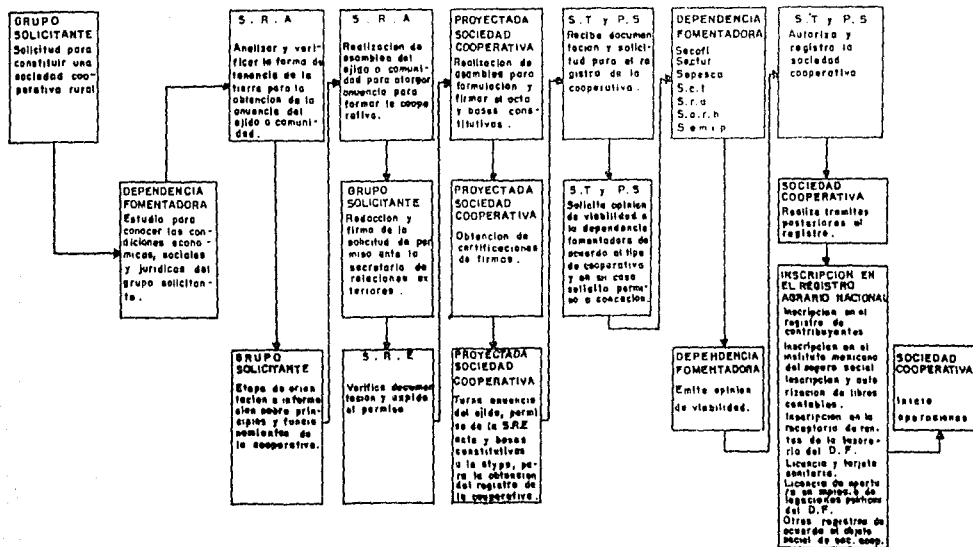 GRUPO
SOLICITANTE
Solicitud para
constituir una
sociedad coo-
perativa rural
DEPENDENCIA
FOMENTADORA
Estudio para
conocer las con-
diciones econo-
micas, sociales
y juridicas del
grupo solicitan-
te.
S. R. A
Analizar y veri-
ficar la forma de
tenencia de la
tierra para la
obtencion de la
anuencia del
ejido o comuni-
dad.
GRUPO
SOLICITANTE
Etapa de orien
tacion e informa
cion sobre prin-
cipios y funcio
namientos de
la cooperativa.
S. R. A
Realizacion de
asamblea del
ejido o comuni-
dad para otorgar
anuencia para
formar la coope
rativa.
GRUPO
SOLICITANTE
Redaccion y
firma de la
solicitud de per
miso ante la
secretaria de
relaciones ex-
teriores.
S. R. E
Verifica documen
tacion y expide
el permiso
PROYECTADA
SOCIEDAD
COOPERATIVA
Realizacion de
asamblea para
formulacion y
firmar el acta
y bases cons-
titutivas.
PROYECTADA
SOCIEDAD
COOPERATIVA
Obtencion de
certificaciones
de firmas.
PROYECTADA
SOCIEDAD
COOPERATIVA
Turna anuencia
del ejido, permi
so de la S.R.E
acta y bases
constitutivas
a la styps, pa-
ra la obtencion
del registro de
la cooperativa.
S.T y P.S
Recibe documen
tacion y solici-
tud para el re
gistro de la
cooperativa.
S.T y P.S
Solicita opinion
de viabilidad a
la dependencia
fomentadora de
acuerdo al tipo
de cooperativa
y en su caso
solicita permi
so o concesion.
DEPENDENCIA
FOMENTADORA
Secofi
Sectur
Sepesca
S.c.t
S.r.a
S.a.r.h
S.e.m.i.p
DEPENDENCIA
FOMENTADORA
Emite opinion
de viabilidad.
S.T y P.S
Autoriza y
registra la
sociedad
cooperativa
SOCIEDAD
COOPERATIVA
Realiza tramites
posteriores al
registro.
INSCRIPCION EN
EL REGISTRO
AGRARIO NACIONAL
Inscripcion en el
registro de
contribuyentes
Inscripcion en el
instituto mexicano
del seguro social
Inscripcion y auto
rizacion de libros
contables.
Inscripcion en la
receptoria de ren-
tas de la tesore-
ria del D.F.
Licencia y tarjeta
sanitaria.
Licencia de apertu
ra
del D.F.
Otros registros de
acuerdo al objeto
social de soc. coop.
SOCIEDAD
COOPERATIVA
Inicia
operaciones